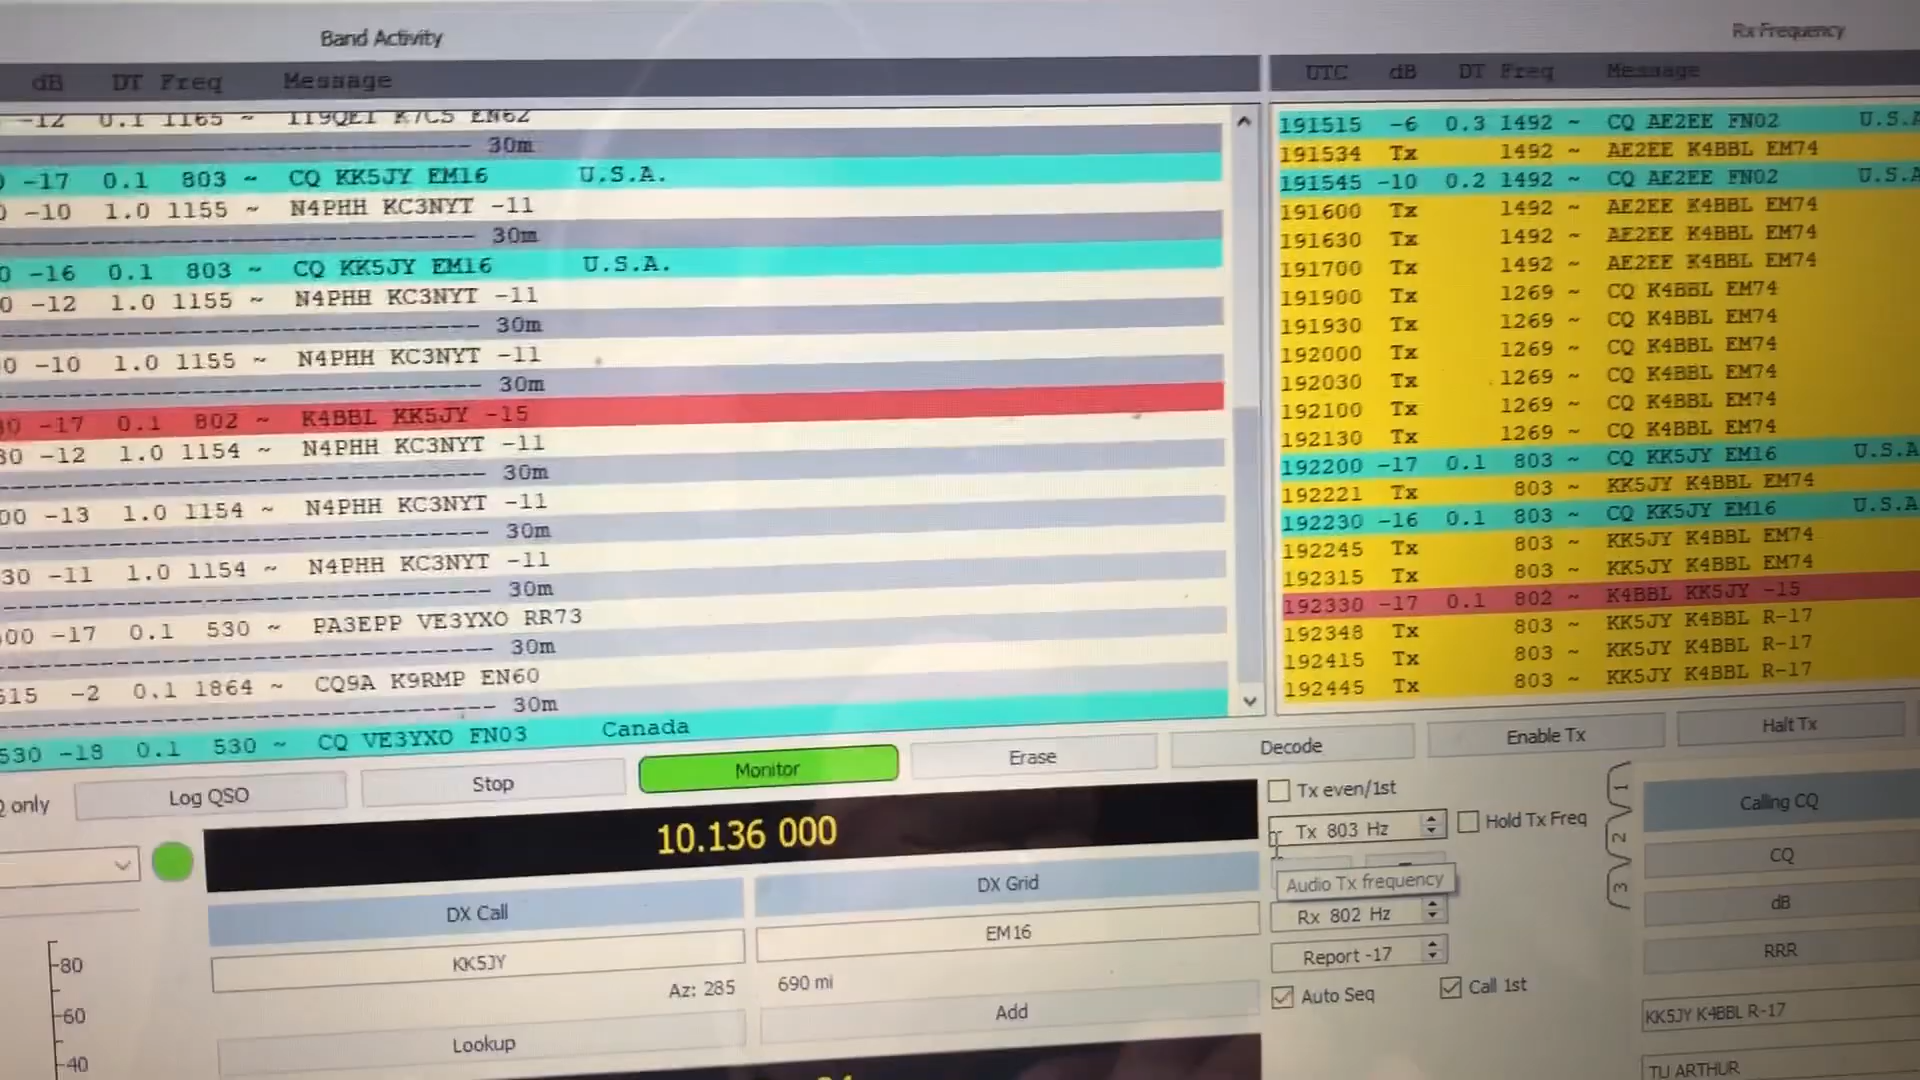 Band Activity
dB DT Freq Message
-12 0.1 1165 ~ K7CS EN62
30m
-17 0.1 803 ~ CQ KK5JY EM16 U.S.A.
-10 1.0 1155 ~ N4PHH KC3NYT -11
30m
0 -16 0.1 803 ~ CQ KK5JY EM16 U.S.A.
0 -12 1.0 1155 ~ N4PHH KC3NYT -11
30m
0 -10 1.0 1155 ~ N4PHH KC3NYT -11
30m
30 -17 0.1 802 ~ K4BBL KK5JY -15
30 -12 1.0 1154 ~ N4PHH KC3NYT -11
30m
00 -13 1.0 1154 ~ N4PHH KC3NYT -11
30m
30 -11 1.0 1154 ~ N4PHH KC3NYT -11
30m
00 -17 0.1 530 ~ PA3EPP VE3YXO RR73
30m
615 -2 0.1 1864 ~ CQ9A K9RMP EN60
30m
530 -18 0.1 530 ~ CQ VE3YXO FN03 Canada
Rx Frequency
UTC dB DT Freq Message
191515 -6 0.3 1492 ~ CQ AE2EE FN02 U.S.A
191534 Tx 1492 ~ AE2EE K4BBL EM74
191545 -10 0.2 1492 ~ CQ AE2EE FN02 U.S.A
191600 Tx 1492 ~ AE2EE K4BBL EM74
191630 Tx 1492 ~ AE2EE K4BBL EM74
191700 Tx 1492 ~ AE2EE K4BBL EM74
191900 Tx 1269 ~ CQ K4BBL EM74
191930 Tx 1269 ~ CQ K4BBL EM74
192000 Tx 1269 ~ CQ K4BBL EM74
192030 Tx 1269 ~ CQ K4BBL EM74
192100 Tx 1269 ~ CQ K4BBL EM74
192130 Tx 1269 ~ CQ K4BBL EM74
192200 -17 0.1 803 ~ CQ KK5JY EM16 U.S.A
192221 Tx 803 ~ KK5JY K4BBL EM74
192230 -16 0.1 803 ~ CQ KK5JY EM16 U.S.A
192245 Tx 803 ~ KK5JY K4BBL EM74
192315 Tx 803 ~ KK5JY K4BBL EM74
192330 -17 0.1 802 ~ K4BBL KK5JY -15
192348 Tx 803 ~ KK5JY K4BBL R-17
192415 Tx 803 ~ KK5JY K4BBL R-17
192445 Tx 803 ~ KK5JY K4BBL R-17
only Log QSO Stop Monitor Erase Decode Enable Tx Halt Tx
10.136 000
DX Call DX Grid
KK5JY EM16
Az: 285 690 mi
Lookup Add
-80
-60
-40
Tx even/1st
Tx 803 Hz Hold Tx Freq
Audio Tx frequency
Rx 802 Hz
Report -17
Auto Seq Call 1st
1
2
3
Calling CQ
CQ
dB
RRR
KK5JY K4BBL R-17
TU ARTHUR